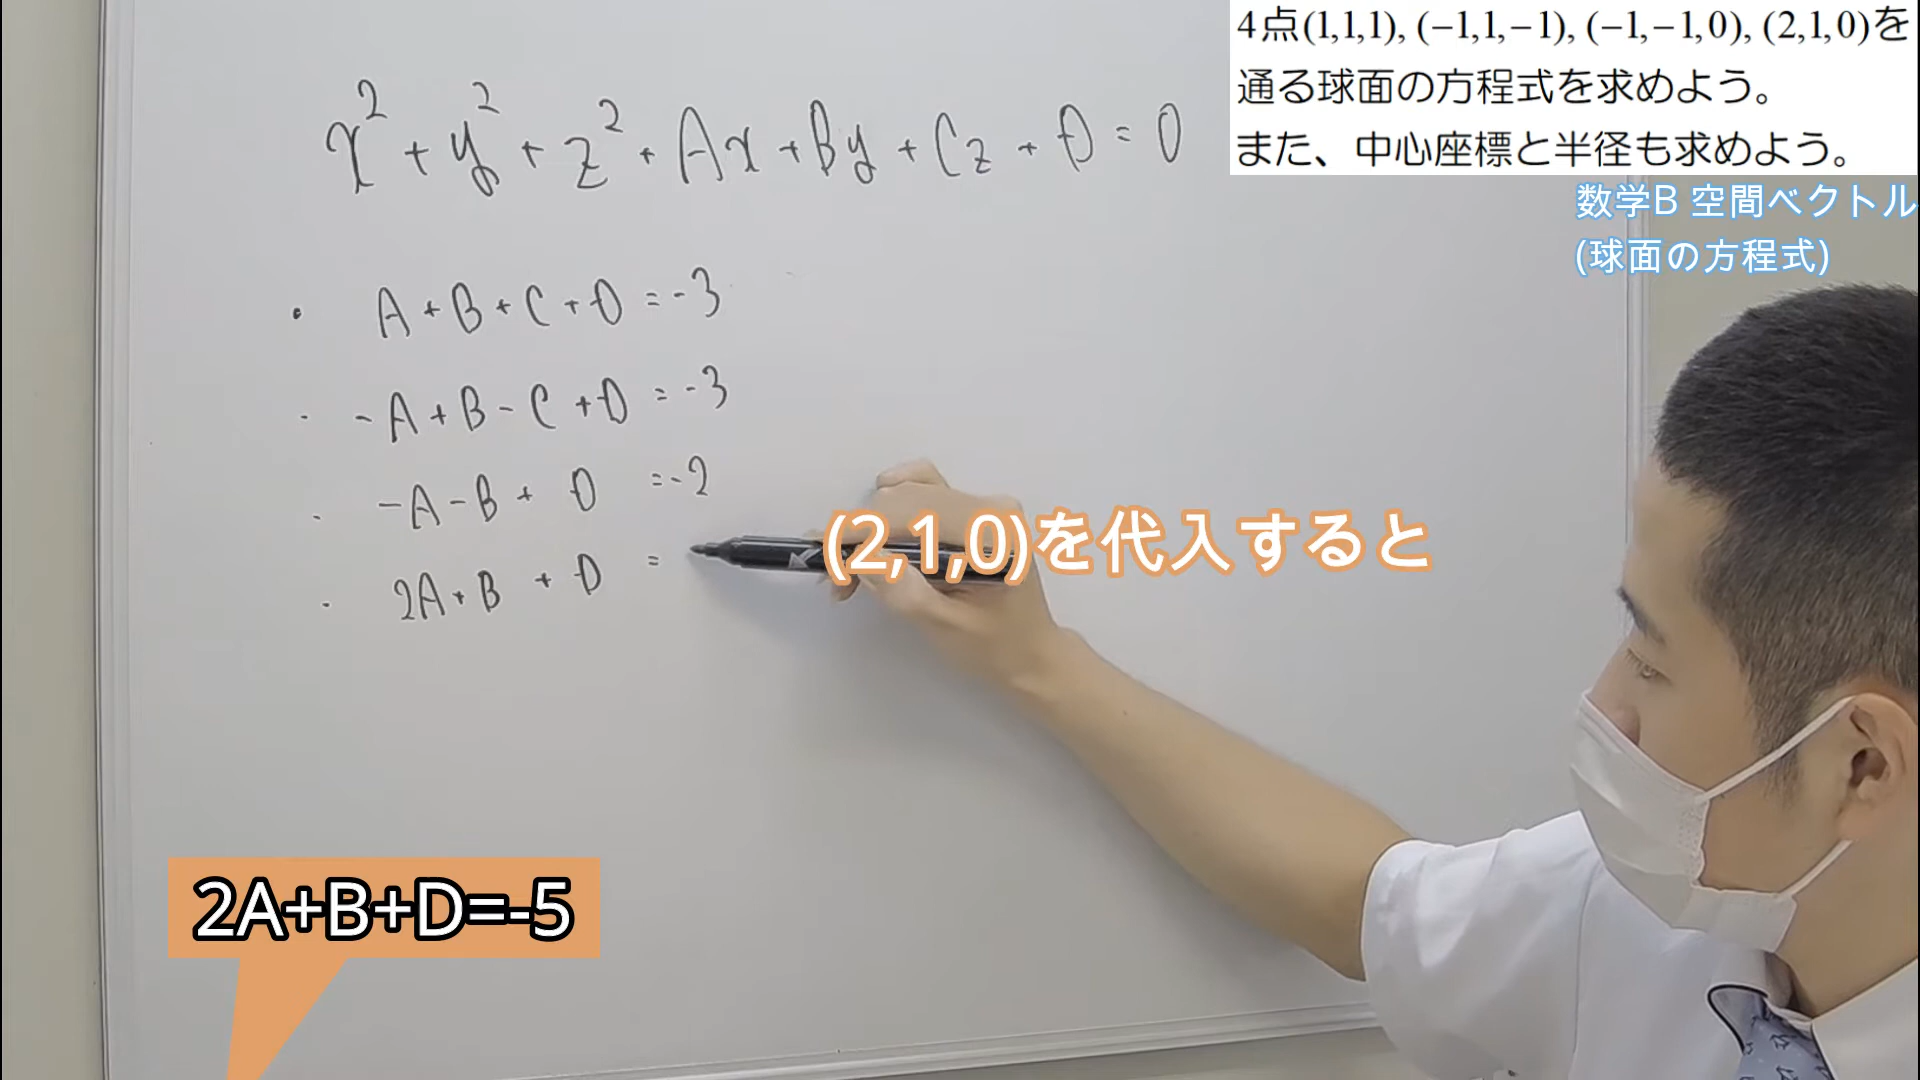 4点(1,1,1), (−1,1,−1), (−1,−1,0), (2,1,0)を
通る球面の方程式を求めよう。
また、中心座標と半径も求めよう。
数学B 空間ベクトル
(球面の方程式)
x² + y² + z² + Ax + By + Cz + D = 0
・ A + B + C + D = -3
・ -A + B - C + D = -3
・ -A - B + D = -2
・ 2A + B + D =
(2,1,0)を代入すると
2A+B+D=-5